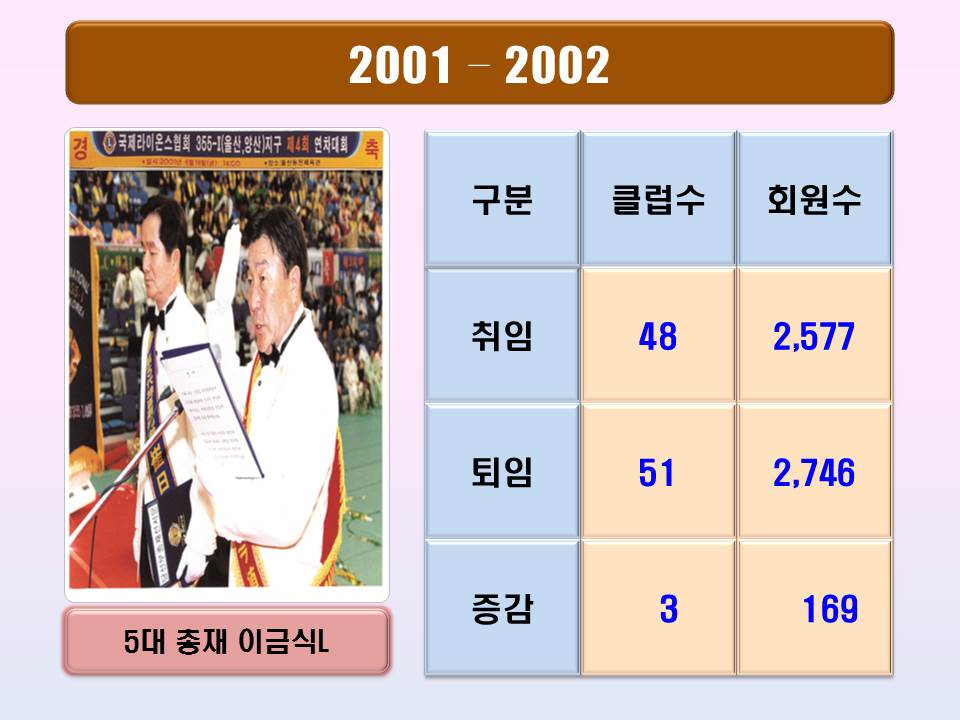 2001 – 2002
경 국제라이온스협회 355-I(울산,양산)지구 제4회 연차대회 축
5대 총재 이금식L
구분 클럽수 회원수
취임 48 2,577
퇴임 51 2,746
증감 3 169